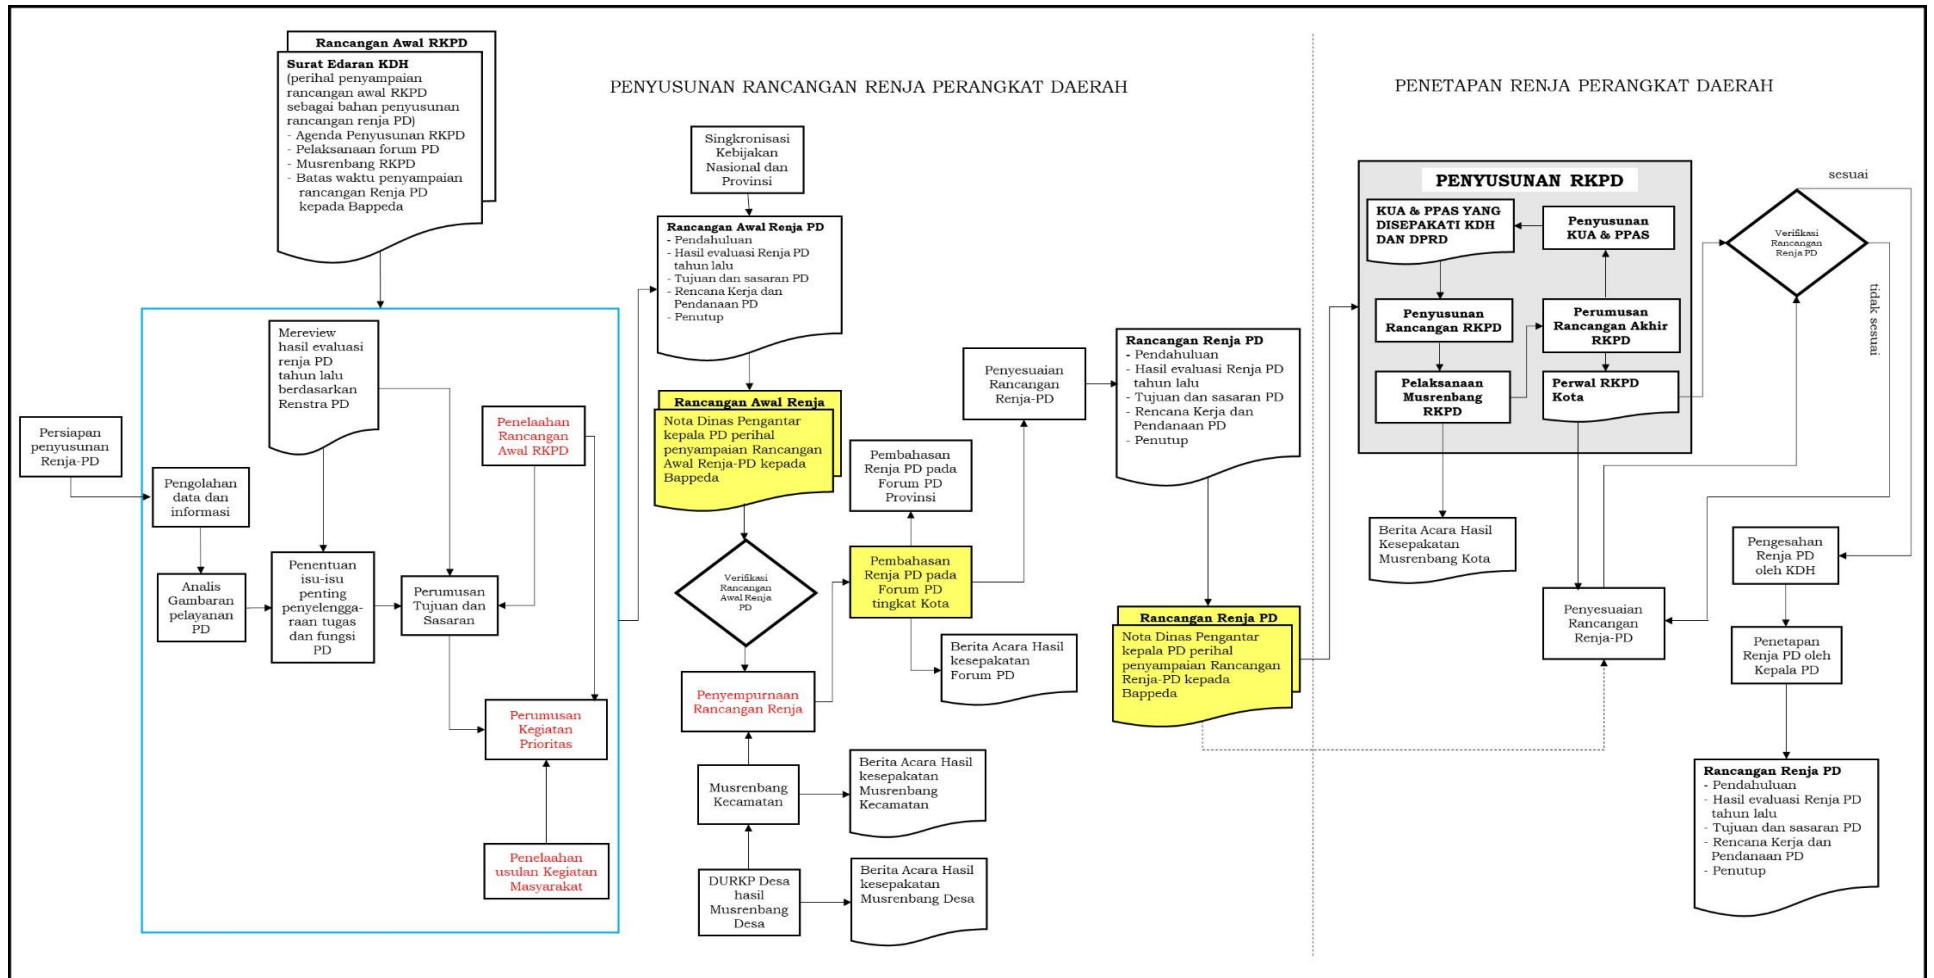 Rancangan Awal RKPD
Surat Edaran KDH
(perihal penyampaian
rancangan awal RKPD
sebagai bahan penyusunan
rancangan renja PD)
- Agenda Penyusunan RKPD
- Pelaksanaan forum PD
- Musrenbang RKPD
- Batas waktu penyampaian
rancangan Renja PD
kepada Bappeda
Persiapan
penyusunan
Renja-PD
Pengolahan
data dan
informasi
Analis
Gambaran
pelayanan
PD
Mereview
hasil evaluasi
renja PD
tahun lalu
berdasarkan
Renstra PD
Penentuan
isu-isu
penting
penyelengga-
raan tugas
dan fungsi
PD
Perumusan
Tujuan dan
Sasaran
Penelaahan
Rancangan
Awal RKPD
Perumusan
Kegiatan
Prioritas
Penelaahan
usulan Kegiatan
Masyarakat
PENYUSUNAN RANCANGAN RENJA PERANGKAT DAERAH
Singkronisasi
Kebijakan
Nasional dan
Provinsi
Rancangan Awal Renja PD
- Pendahuluan
- Hasil evaluasi Renja PD
tahun lalu
- Tujuan dan sasaran PD
- Rencana Kerja dan
Pendanaan PD
- Penutup
Rancangan Awal Renja
Nota Dinas Pengantar
kepala PD perihal
penyampaian Rancangan
Awal Renja-PD kepada
Bappeda
Verifikasi
Rancangan
Awal Renja
PD
Penyempurnaan
Rancangan Renja
Musrenbang
Kecamatan
DURKP Desa
hasil
Musrenbang
Desa
Berita Acara Hasil
kesepakatan
Musrenbang
Kecamatan
Berita Acara Hasil
kesepakatan
Musrenbang Desa
Pembahasan
Renja PD pada
Forum PD
Provinsi
Pembahasan
Renja PD pada
Forum PD
tingkat Kota
Berita Acara Hasil
kesepakatan
Forum PD
Penyesuaian
Rancangan
Renja-PD
Rancangan Renja PD
- Pendahuluan
- Hasil evaluasi Renja PD
tahun lalu
- Tujuan dan sasaran PD
- Rencana Kerja dan
Pendanaan PD
- Penutup
Rancangan Renja PD
Nota Dinas Pengantar
kepala PD perihal
penyampaian Rancangan
Renja-PD kepada
Bappeda
PENETAPAN RENJA PERANGKAT DAERAH
PENYUSUNAN RKPD
KUA & PPAS YANG
DISEPAKATI KDH
DAN DPRD
Penyusunan
KUA & PPAS
Penyusunan
Rancangan RKPD
Perumusan
Rancangan Akhir
RKPD
Pelaksanaan
Musrenbang
RKPD
Perwal RKPD
Kota
Berita Acara Hasil
Kesepakatan
Musrenbang Kota
Penyesuaian
Rancangan
Renja-PD
Verifikasi
Rancangan
Renja PD
sesuai
tidak sesuai
Pengesahan
Renja PD
oleh KDH
Penetapan
Renja PD oleh
Kepala PD
Rancangan Renja PD
- Pendahuluan
- Hasil evaluasi Renja PD
tahun lalu
- Tujuan dan sasaran PD
- Rencana Kerja dan
Pendanaan PD
- Penutup